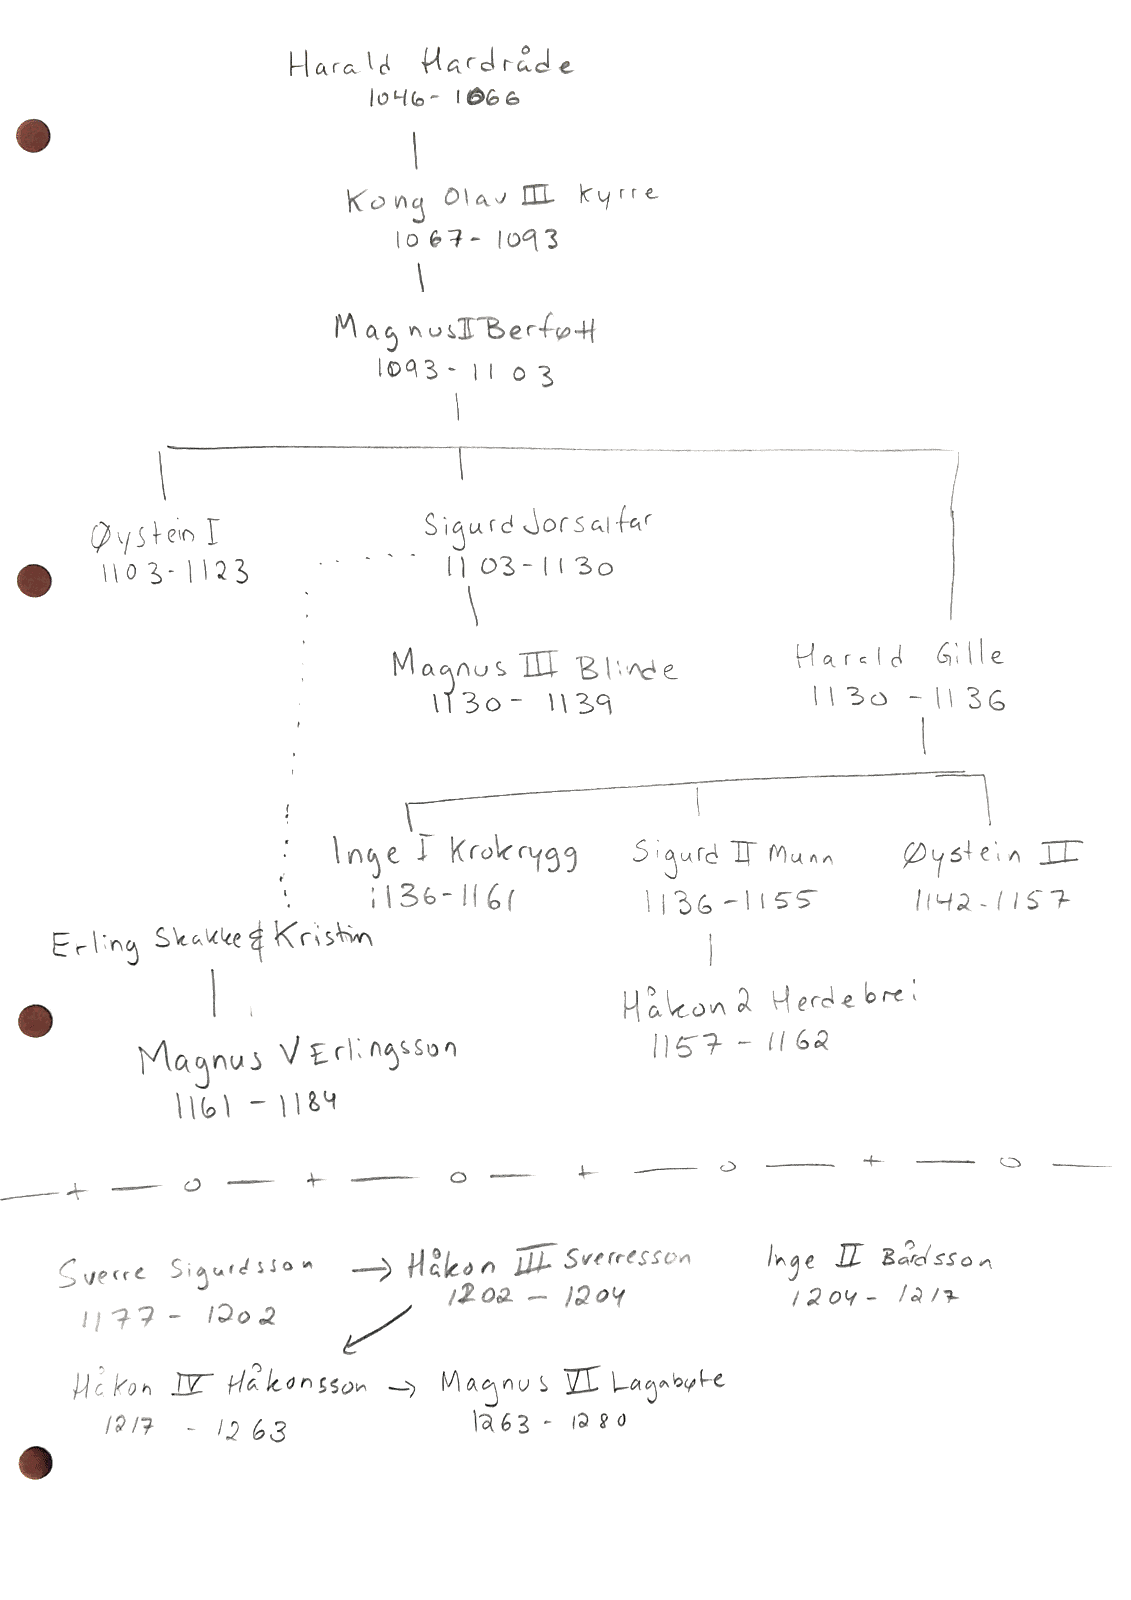 Harald Hardråde
1046-1066
Kong Olav III Kyrre
1067-1093
Magnus II Berføtt
1093-1103
Øystein I
1103-1123
Sigurd Jorsalfar
1103-1130
Magnus III Blinde
1130-1139
Harald Gille
1130-1136
Inge I Krokrygg
1136-1161
Sigurd II Munn
1136-1155
Øystein II
1142-1157
Erling Skakke & Kristin
Håkon 2 Herdebrei
1157-1162
Magnus V Erlingsson
1161-1184
Sverre Sigurdsson → Håkon III Sverresson
1177-1202
1202-1204
Inge II Bårdsson
1204-1217
Håkon IV Håkonsson → Magnus VI Lagabøte
1217-1263
1263-1280